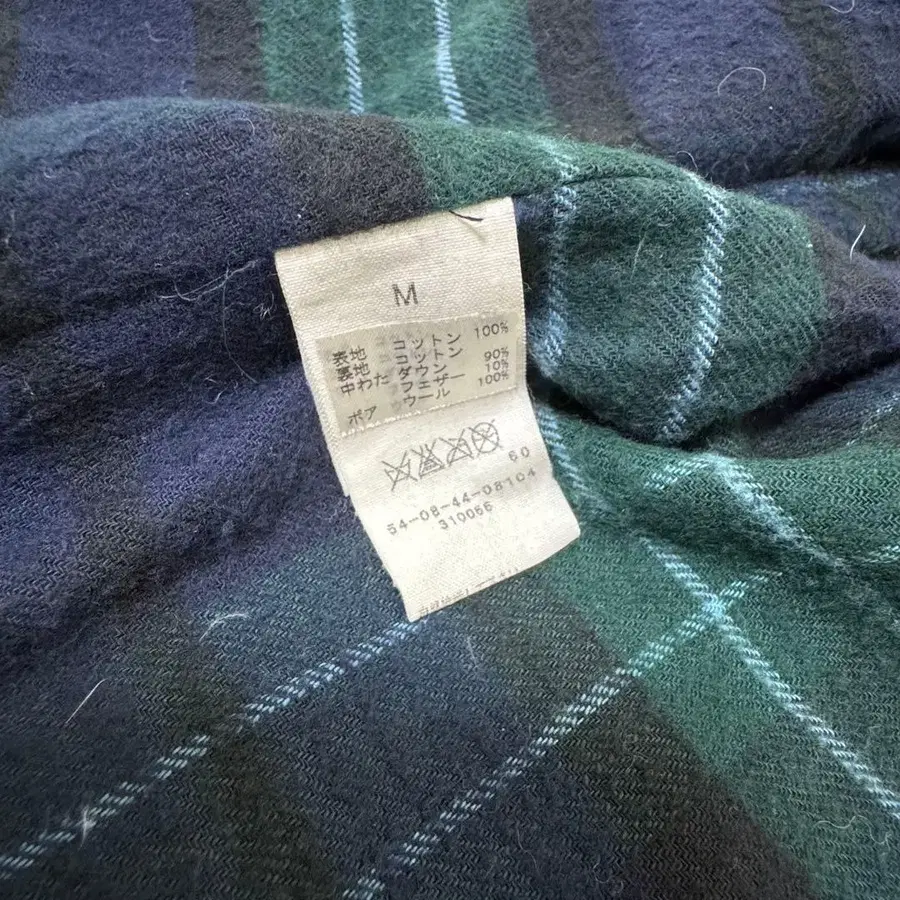 M
表地 コットン 100%
裏地 コットン
中わた ダウン 90%
フェザー 10%
ボア ウール 100%
60
54-08-44-08104
310056